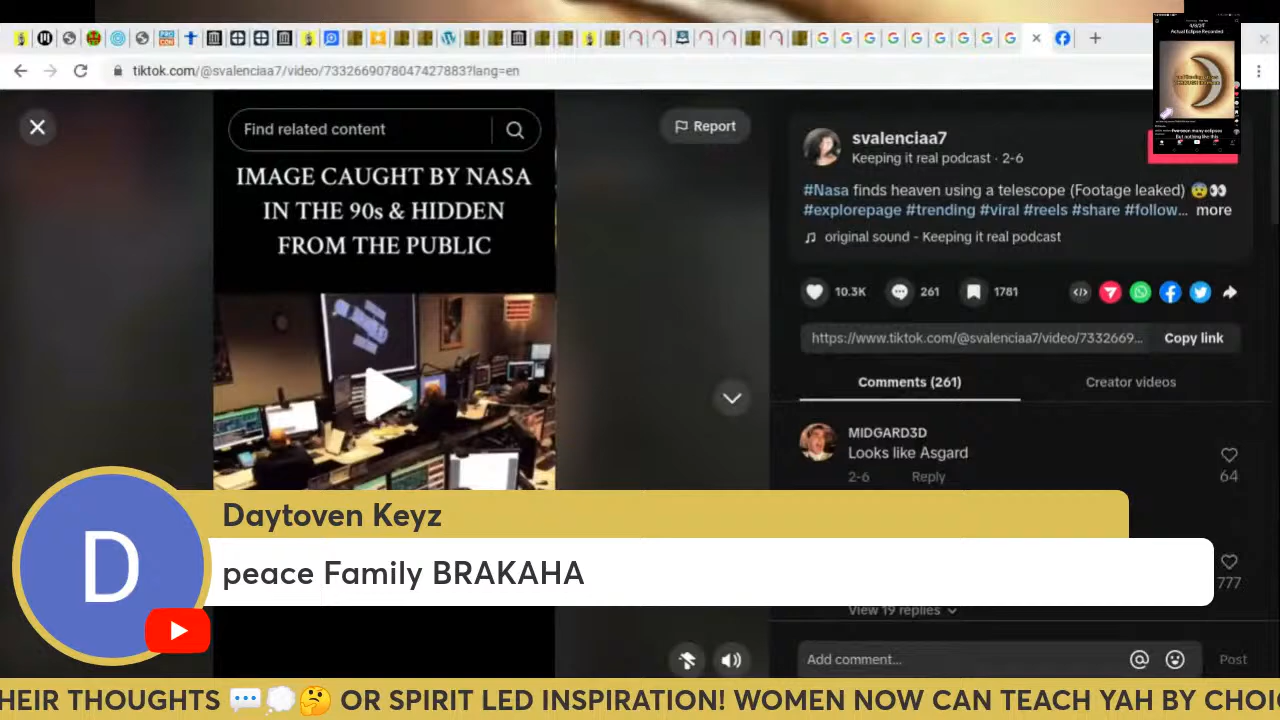 tiktok.com/@svalenciaa7/video/7332669078047427883?lang=en
Actual Eclipse Recorded
Find related content
Report
IMAGE CAUGHT BY NASA
IN THE 90s & HIDDEN
FROM THE PUBLIC
svalenciaa7
Keeping it real podcast · 2-6
#Nasa finds heaven using a telescope (Footage leaked) 😨👀
#explorepage #trending #viral #reels #share #follow... more
original sound - Keeping it real podcast
10.3K
261
1781
https://www.tiktok.com/@svalenciaa7/video/7332669...
Copy link
Comments (261)
Creator videos
MIDGARD3D
Looks like Asgard
2-6
Reply
64
777
View 19 replies
Daytoven Keyz
D
peace Family BRAKAHA
Add comment...
Post
HEIR THOUGHTS 💬💭🤔 OR SPIRIT LED INSPIRATION! WOMEN NOW CAN TEACH YAH BY CHOI